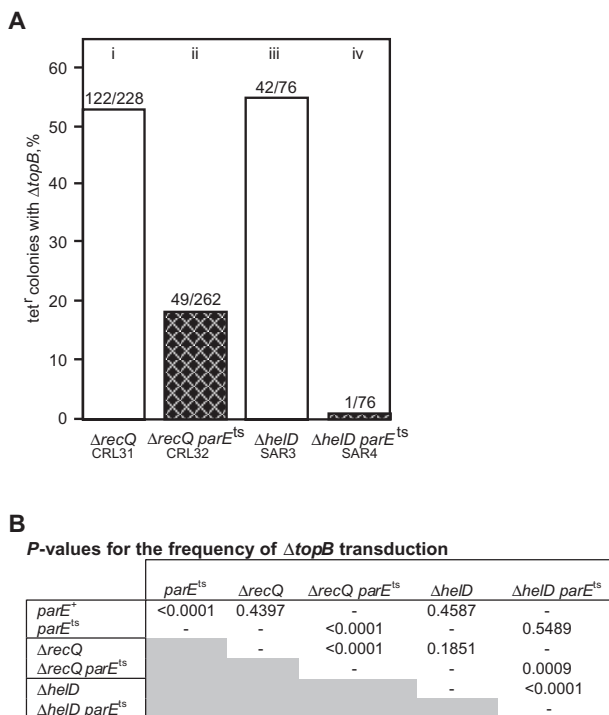 A
i ii iii iv
tetʳ colonies with ΔtopB,%
60
50
40
30
20
10
0
122/228
49/262
42/76
1/76
ΔrecQ ΔrecQ parEᵗˢ ΔhelD ΔhelD parEᵗˢ
CRL31 CRL32 SAR3 SAR4
B
P-values for the frequency of ΔtopB transduction
parEᵗˢ ΔrecQ ΔrecQ parEᵗˢ ΔhelD ΔhelD parEᵗˢ
parE⁺ <0.0001 0.4397 - 0.4587 -
parEᵗˢ - - <0.0001 - 0.5489
ΔrecQ - <0.0001 0.1851 -
ΔrecQ parEᵗˢ - - 0.0009
ΔhelD - <0.0001
ΔhelD parEᵗˢ -